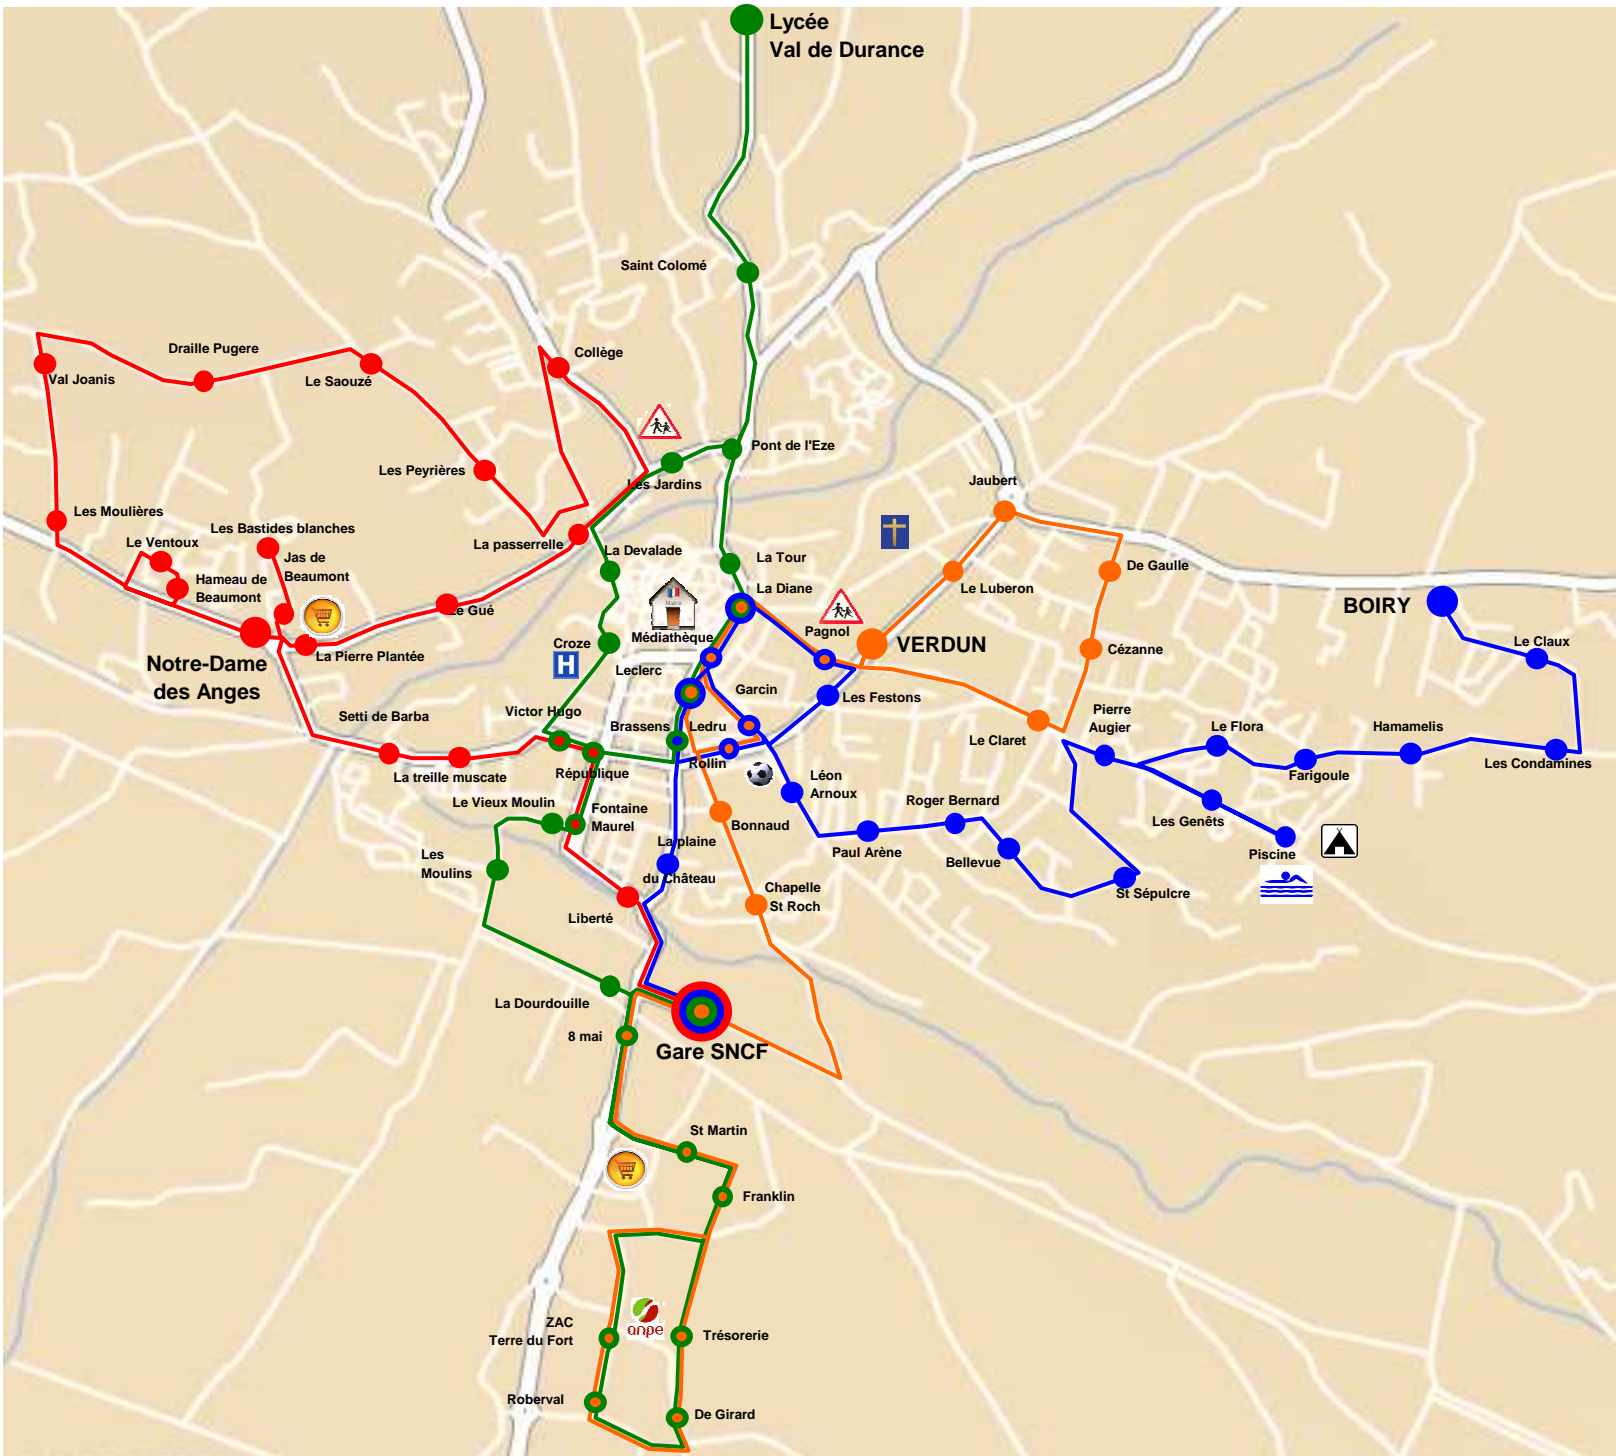 Lycée
Val de Durance
Saint Colomé
Draille Pugere
Collège
Val Joanis
Le Saouzé
Pont de l'Eze
Les Peyrières
Les Jardins
Jaubert
Les Moulières
Les Bastides blanches
Le Ventoux
La passerrelle
La Devalade
La Tour
Jas de
Beaumont
De Gaulle
Hameau de
Beaumont
La Diane
Le Luberon
Le Gué
BOIRY
Mairie
Médiathèque
Pagnol
Croze
VERDUN
Le Claux
Cézanne
La Pierre Plantée
Notre-Dame
des Anges
H
Leclerc
Garcin
Les Festons
Setti de Barba
Victor Hugo
Brassens
Ledru
Rollin
Pierre
Augier
Le Flora
Hamamelis
Le Claret
Les Condamines
La treille muscate
République
Farigoule
Léon
Arnoux
Le Vieux Moulin
Fontaine
Maurel
Bonnaud
Roger Bernard
Les Genêts
La plaine
du Château
Paul Arène
Bellevue
Piscine
Les
Moulins
Chapelle
St Roch
St Sépulcre
Liberté
La Dourdouille
8 mai
Gare SNCF
St Martin
Franklin
ZAC
Terre du Fort
anpe
Trésorerie
Roberval
De Girard